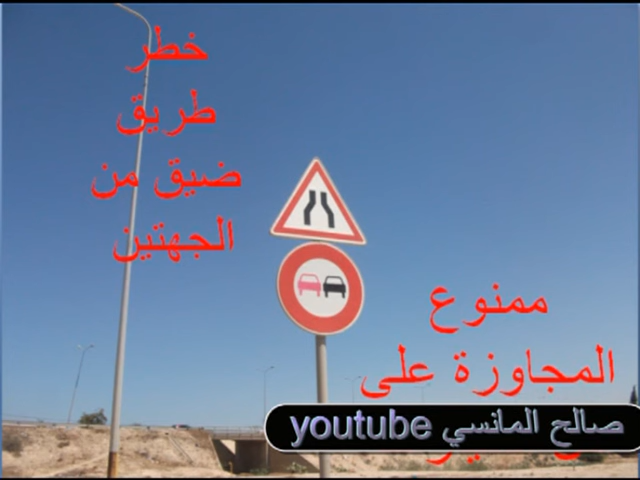 خطر
طريق
ضيق من
الجهتين
ممنوع
المجاوزة على
صالح المانسي youtube